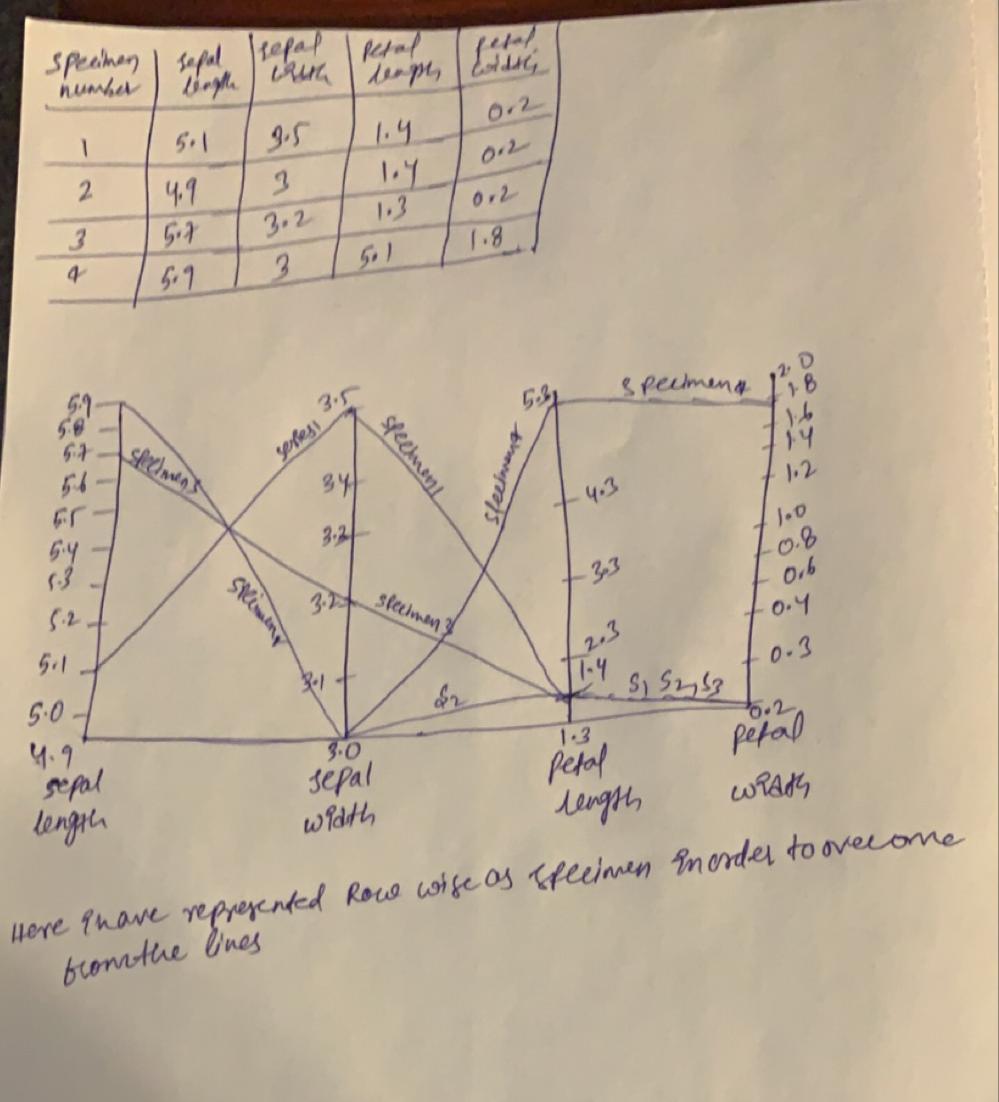 specimen number | sepal length | sepal width | Petal length | petal width
1 | 5.1 | 3.5 | 1.4 | 0.2
2 | 4.9 | 3 | 1.4 | 0.2
3 | 5.7 | 3.2 | 1.3 | 0.2
4 | 5.9 | 3 | 5.1 | 1.8
5.9
5.8
5.7
5.6
5.5
5.4
5.3
5.2
5.1
5.0
4.9
sepal
length
3.5
3.4
3.3
3.2
3.1
3.0
sepal
width
5.3
4.3
3.3
2.3
1.4
1.3
Petal
length
2.0
1.8
1.6
1.4
1.2
1.0
0.8
0.6
0.4
0.3
0.2
petal
width
specimen3
specimen4
specimen1
specimen3
S2
specimen4
specimen4
S1 S2, S3
Here I have represented Row wise as specimen in order to overcome
from the lines